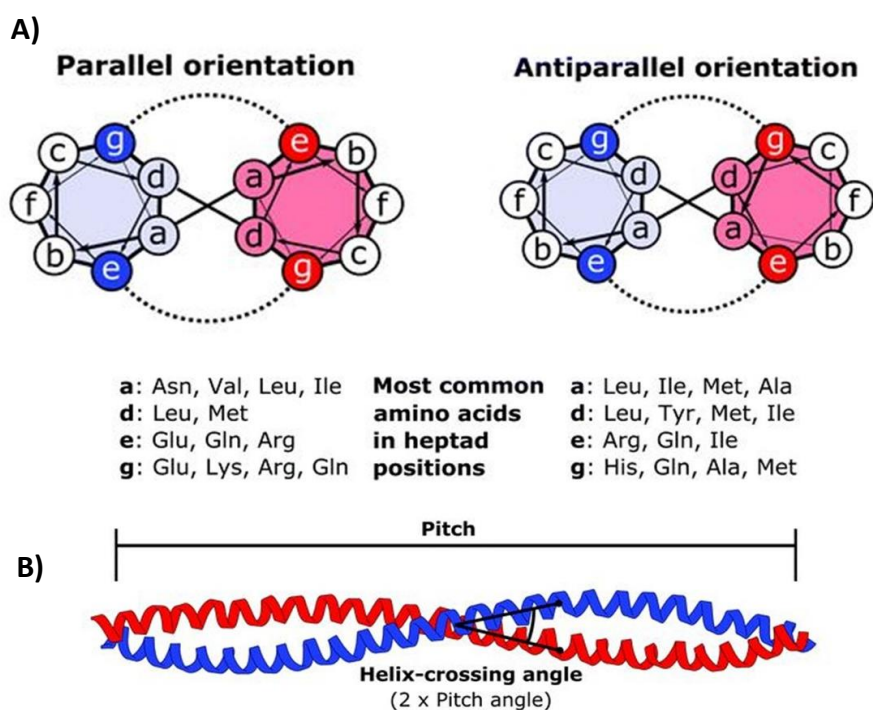 A)
Parallel orientation
Antiparallel orientation
g e
c b
d a
f f
a d
b c
e g
g g
c c
d d
f f
a a
b b
e e
a: Asn, Val, Leu, Ile
d: Leu, Met
e: Glu, Gln, Arg
g: Glu, Lys, Arg, Gln
Most common
amino acids
in heptad
positions
a: Leu, Ile, Met, Ala
d: Leu, Tyr, Met, Ile
e: Arg, Gln, Ile
g: His, Gln, Ala, Met
Pitch
B)
Helix-crossing angle
(2 x Pitch angle)